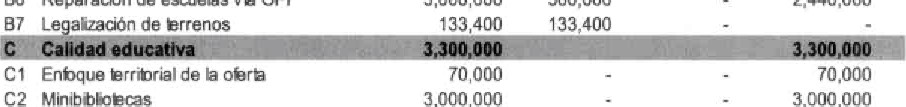 B6 Reparación de escuelas vía OPI 3,000,000 560,000 - 2,440,000
B7 Legalización de terrenos 133,400 133,400 - -
C Calidad educativa 3,300,000 3,300,000
C1 Enfoque territorial de la oferta 70,000 - - 70,000
C2 Minibibliotecas 3,000,000 - - 3,000,000